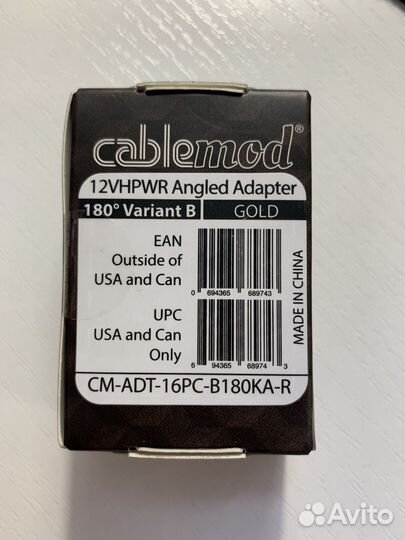 cablemod®
12VHPWR Angled Adapter
180° Variant B GOLD
EAN
Outside of
USA and Can
0 694365 689743
UPC
USA and Can
Only
6 94365 68974 3
MADE IN CHINA
CM-ADT-16PC-B180KA-R
Avito